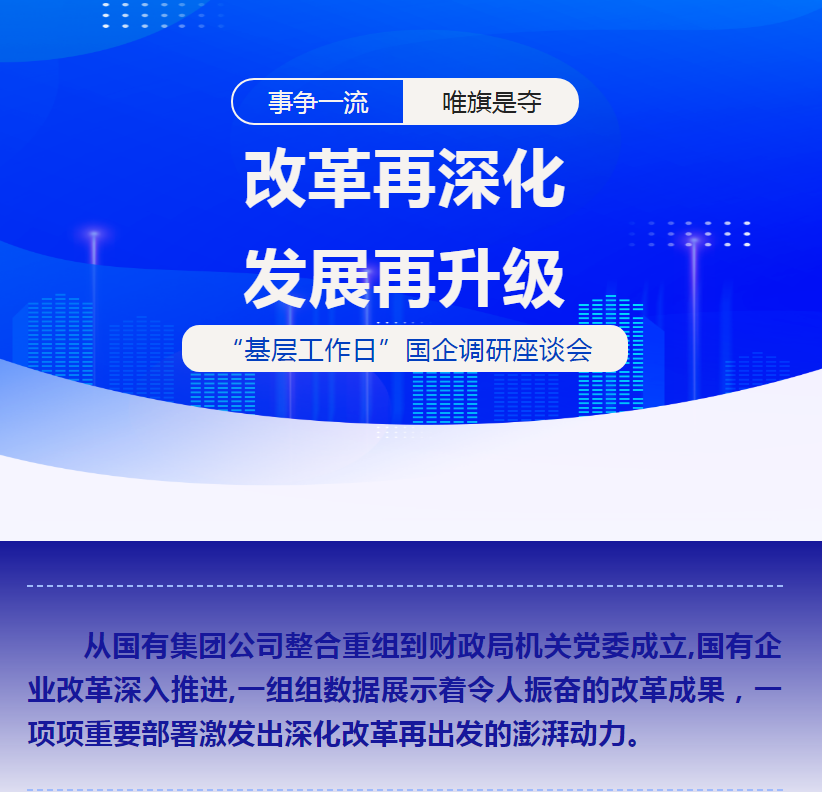 事争一流 唯旗是夺
改革再深化
发展再升级
“基层工作日”国企调研座谈会
从国有集团公司整合重组到财政局机关党委成立,国有企
业改革深入推进,一组组数据展示着令人振奋的改革成果，一
项项重要部署激发出深化改革再出发的澎湃动力。